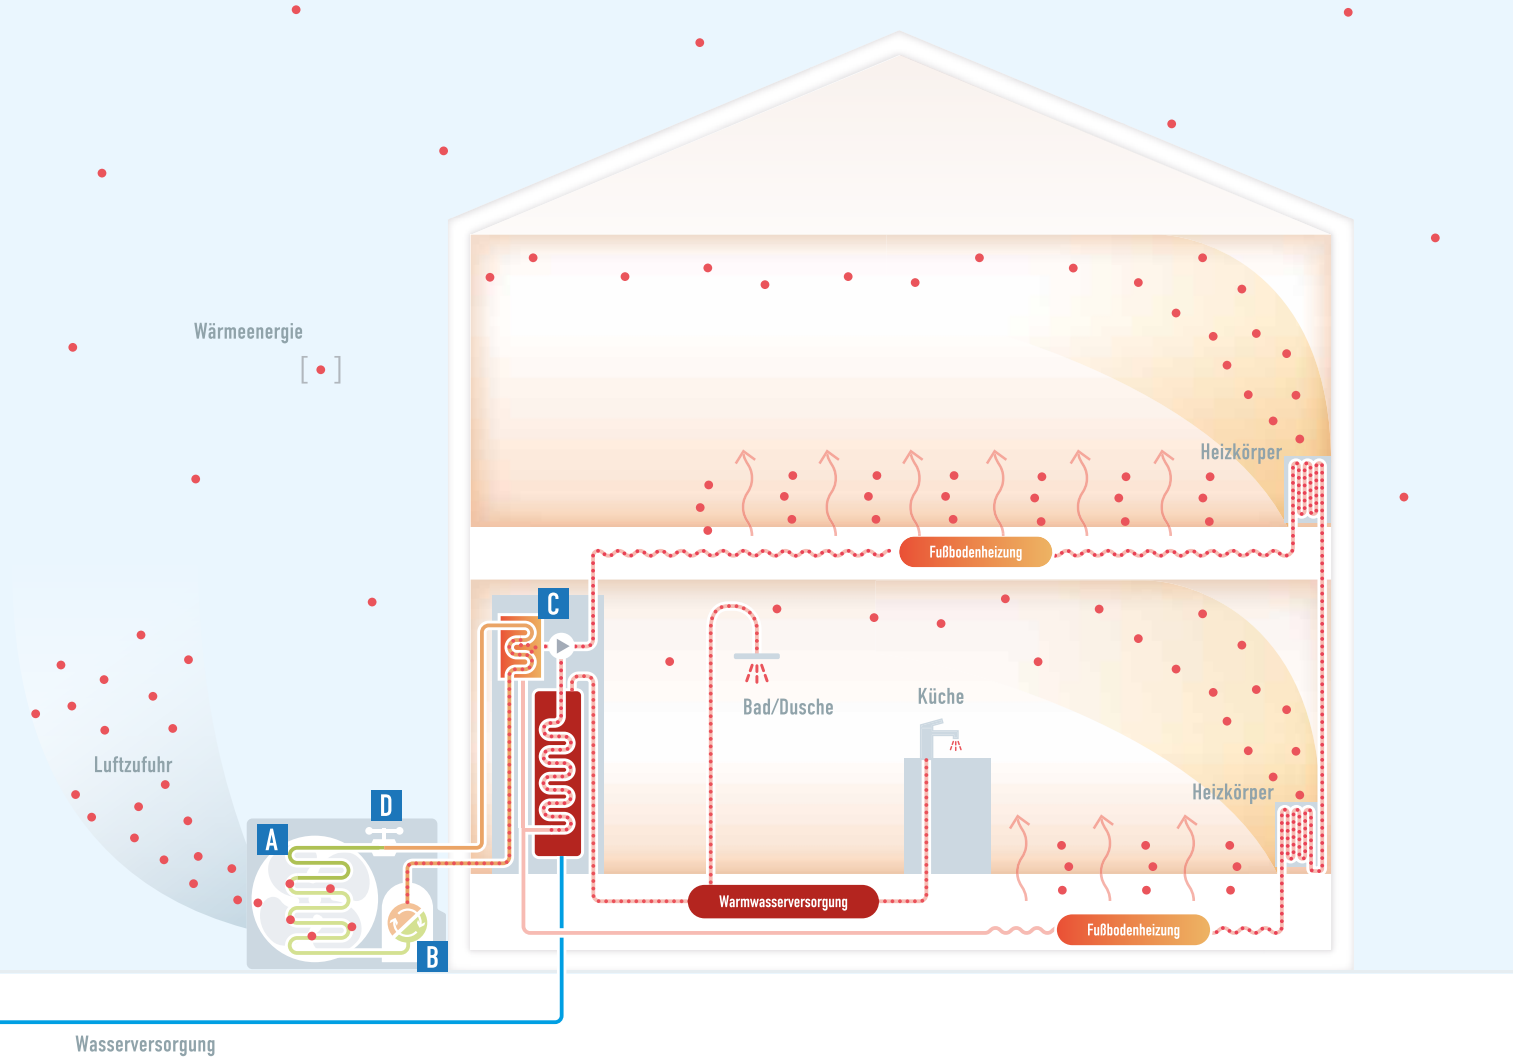 Wärmeenergie
Heizkörper
Fußbodenheizung
C
Bad/Dusche
Küche
Luftzufuhr
Heizkörper
D
A
Warmwasserversorgung
Fußbodenheizung
B
Wasserversorgung